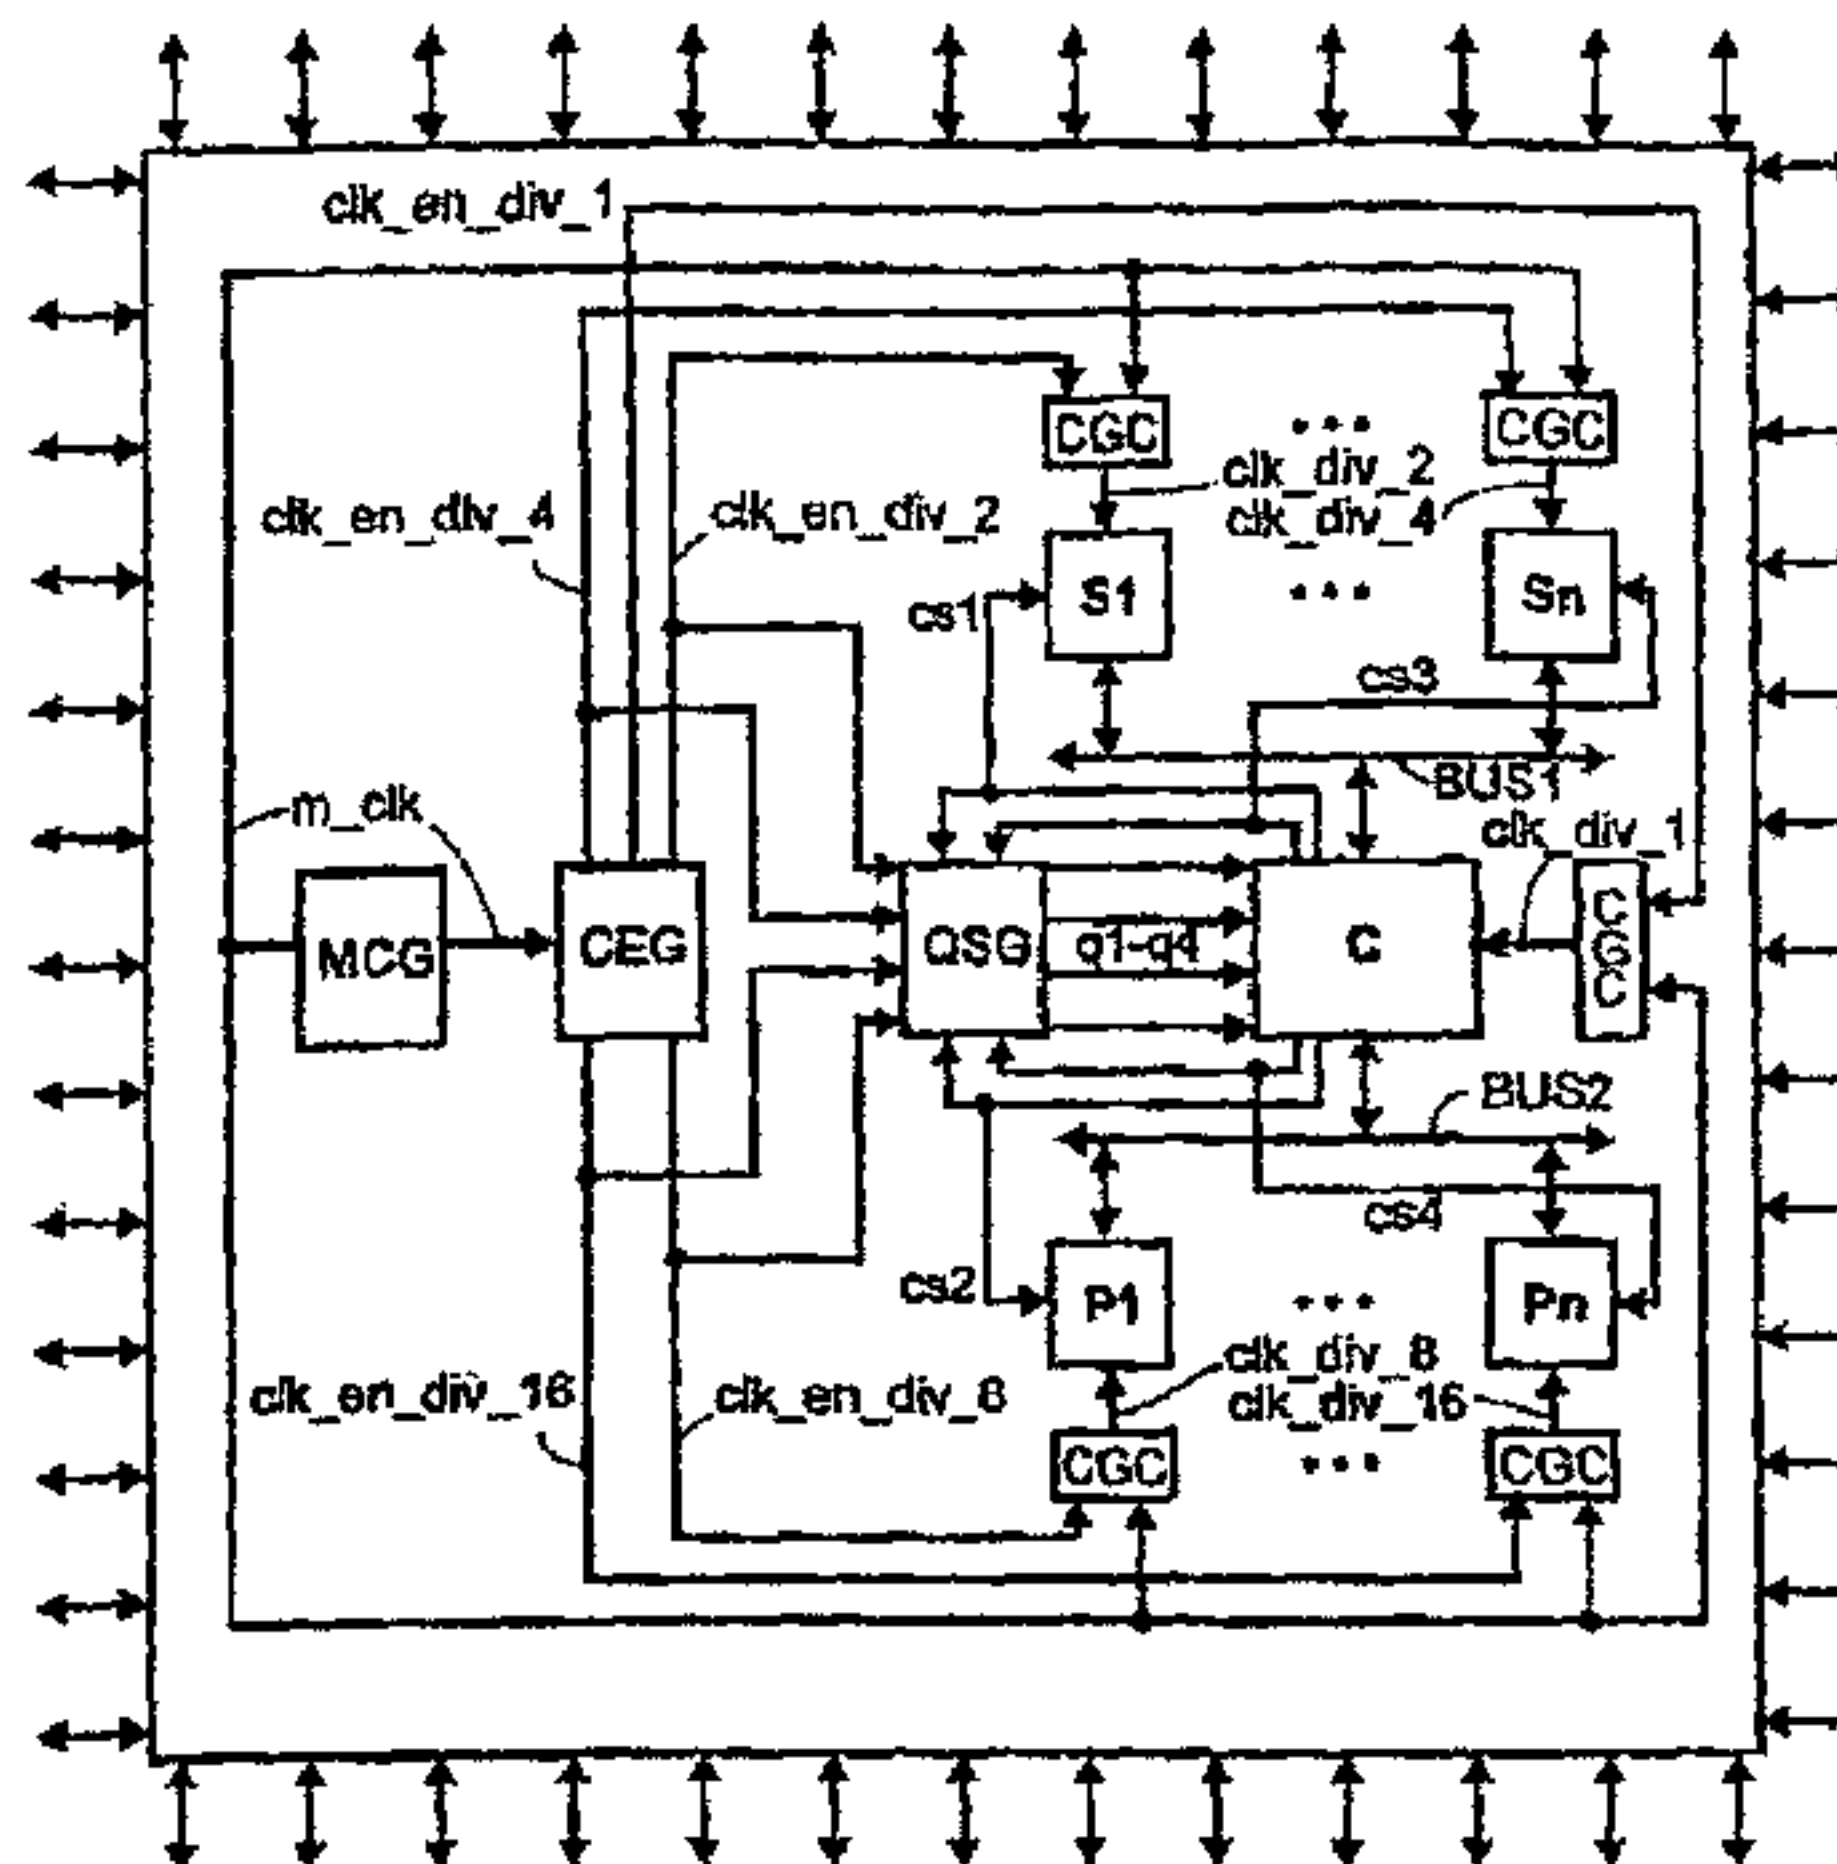 clk_en_div_1
CGC
• • •
CGC
clk_div_2
clk_en_div_4
clk_en_div_2
clk_div_4
S1
• • •
Sn
cs1
cs3
BUS1
m_clk
clk_div_1
MCG
CEG
QSG
q1-q4
C
CGC
BUS2
cs4
cs2
P1
• • •
Pn
clk_div_8
clk_en_div_16
clk_en_div_8
clk_div_16
CGC
• • •
CGC